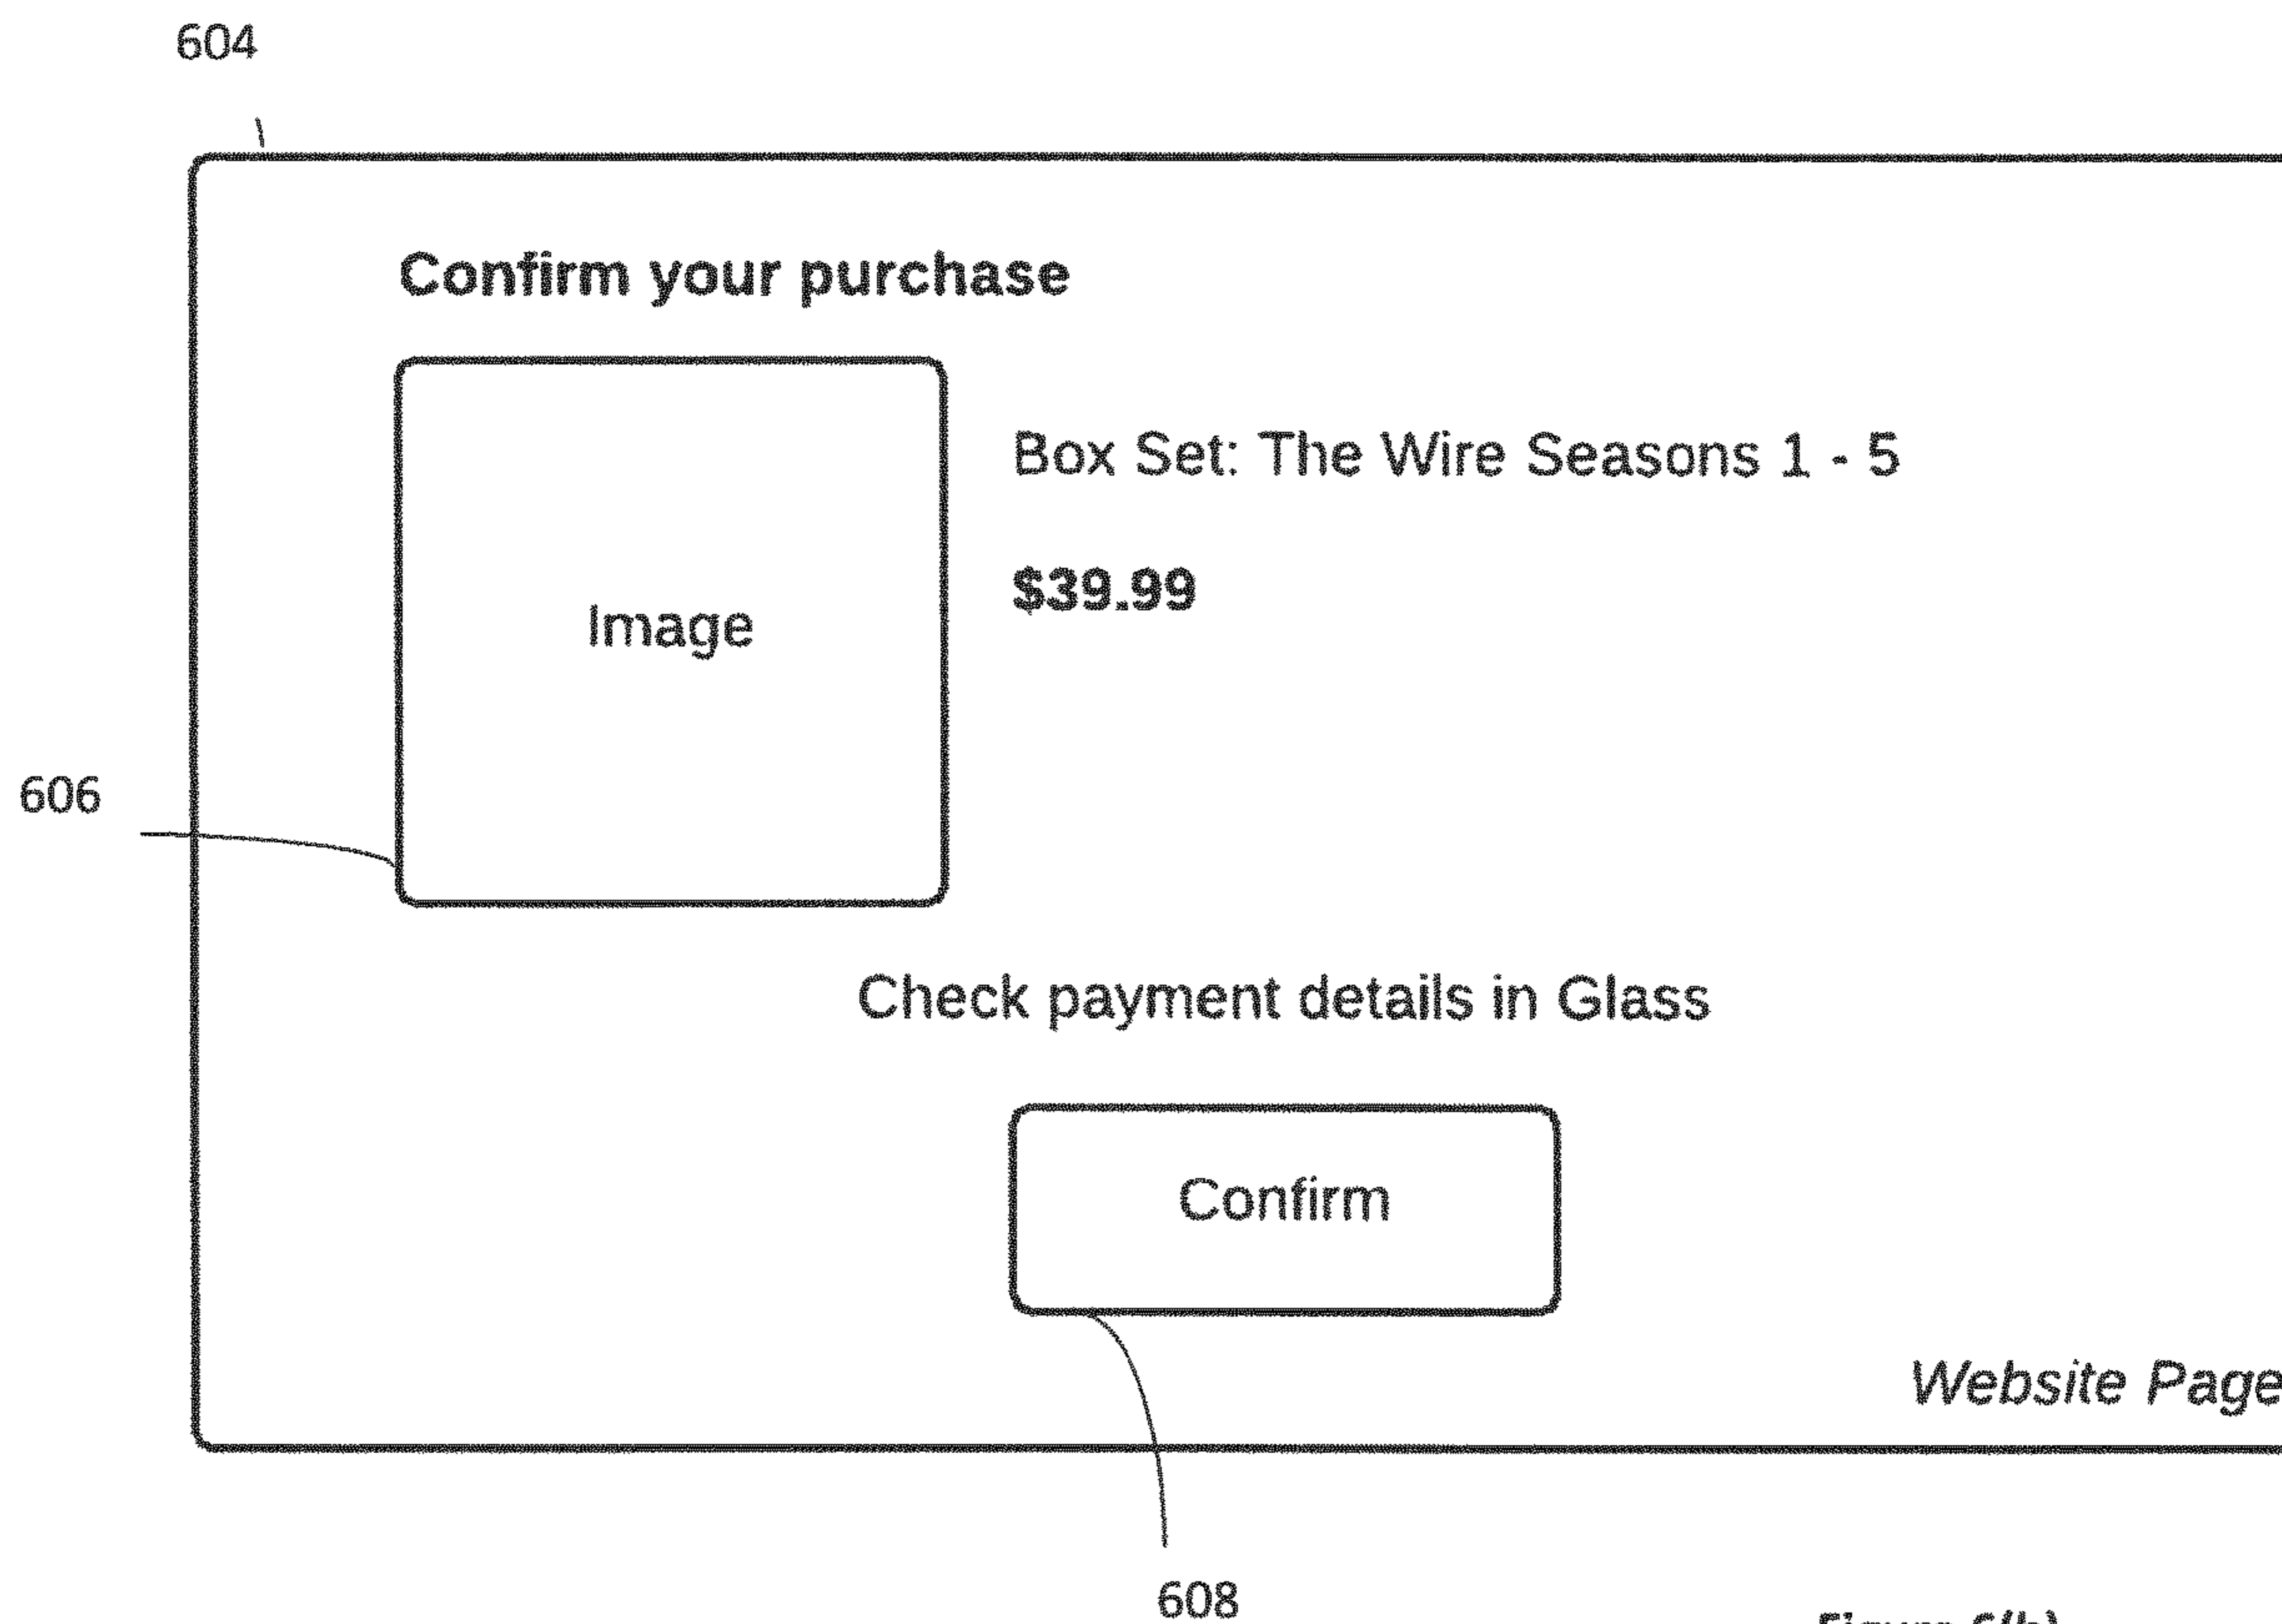 604
Confirm your purchase
Box Set: The Wire Seasons 1 - 5
$39.99
Image
606
Check payment details in Glass
Confirm
Website Page
608